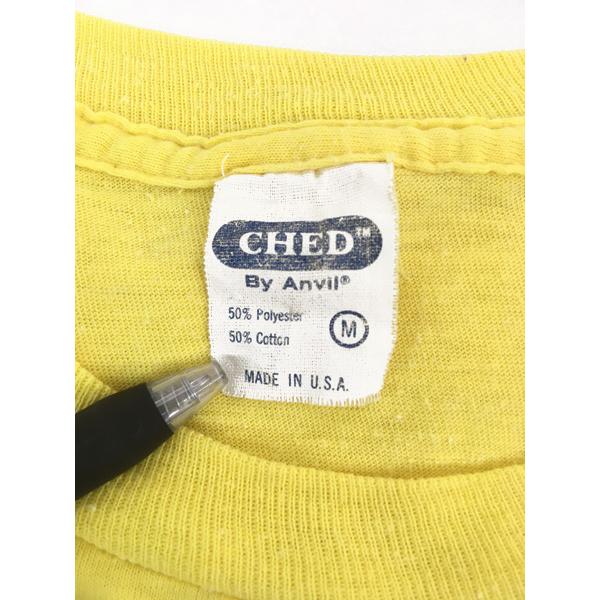 CHED™
By Anvil®
50% Polyester
50% Cotton
M
MADE IN U.S.A.